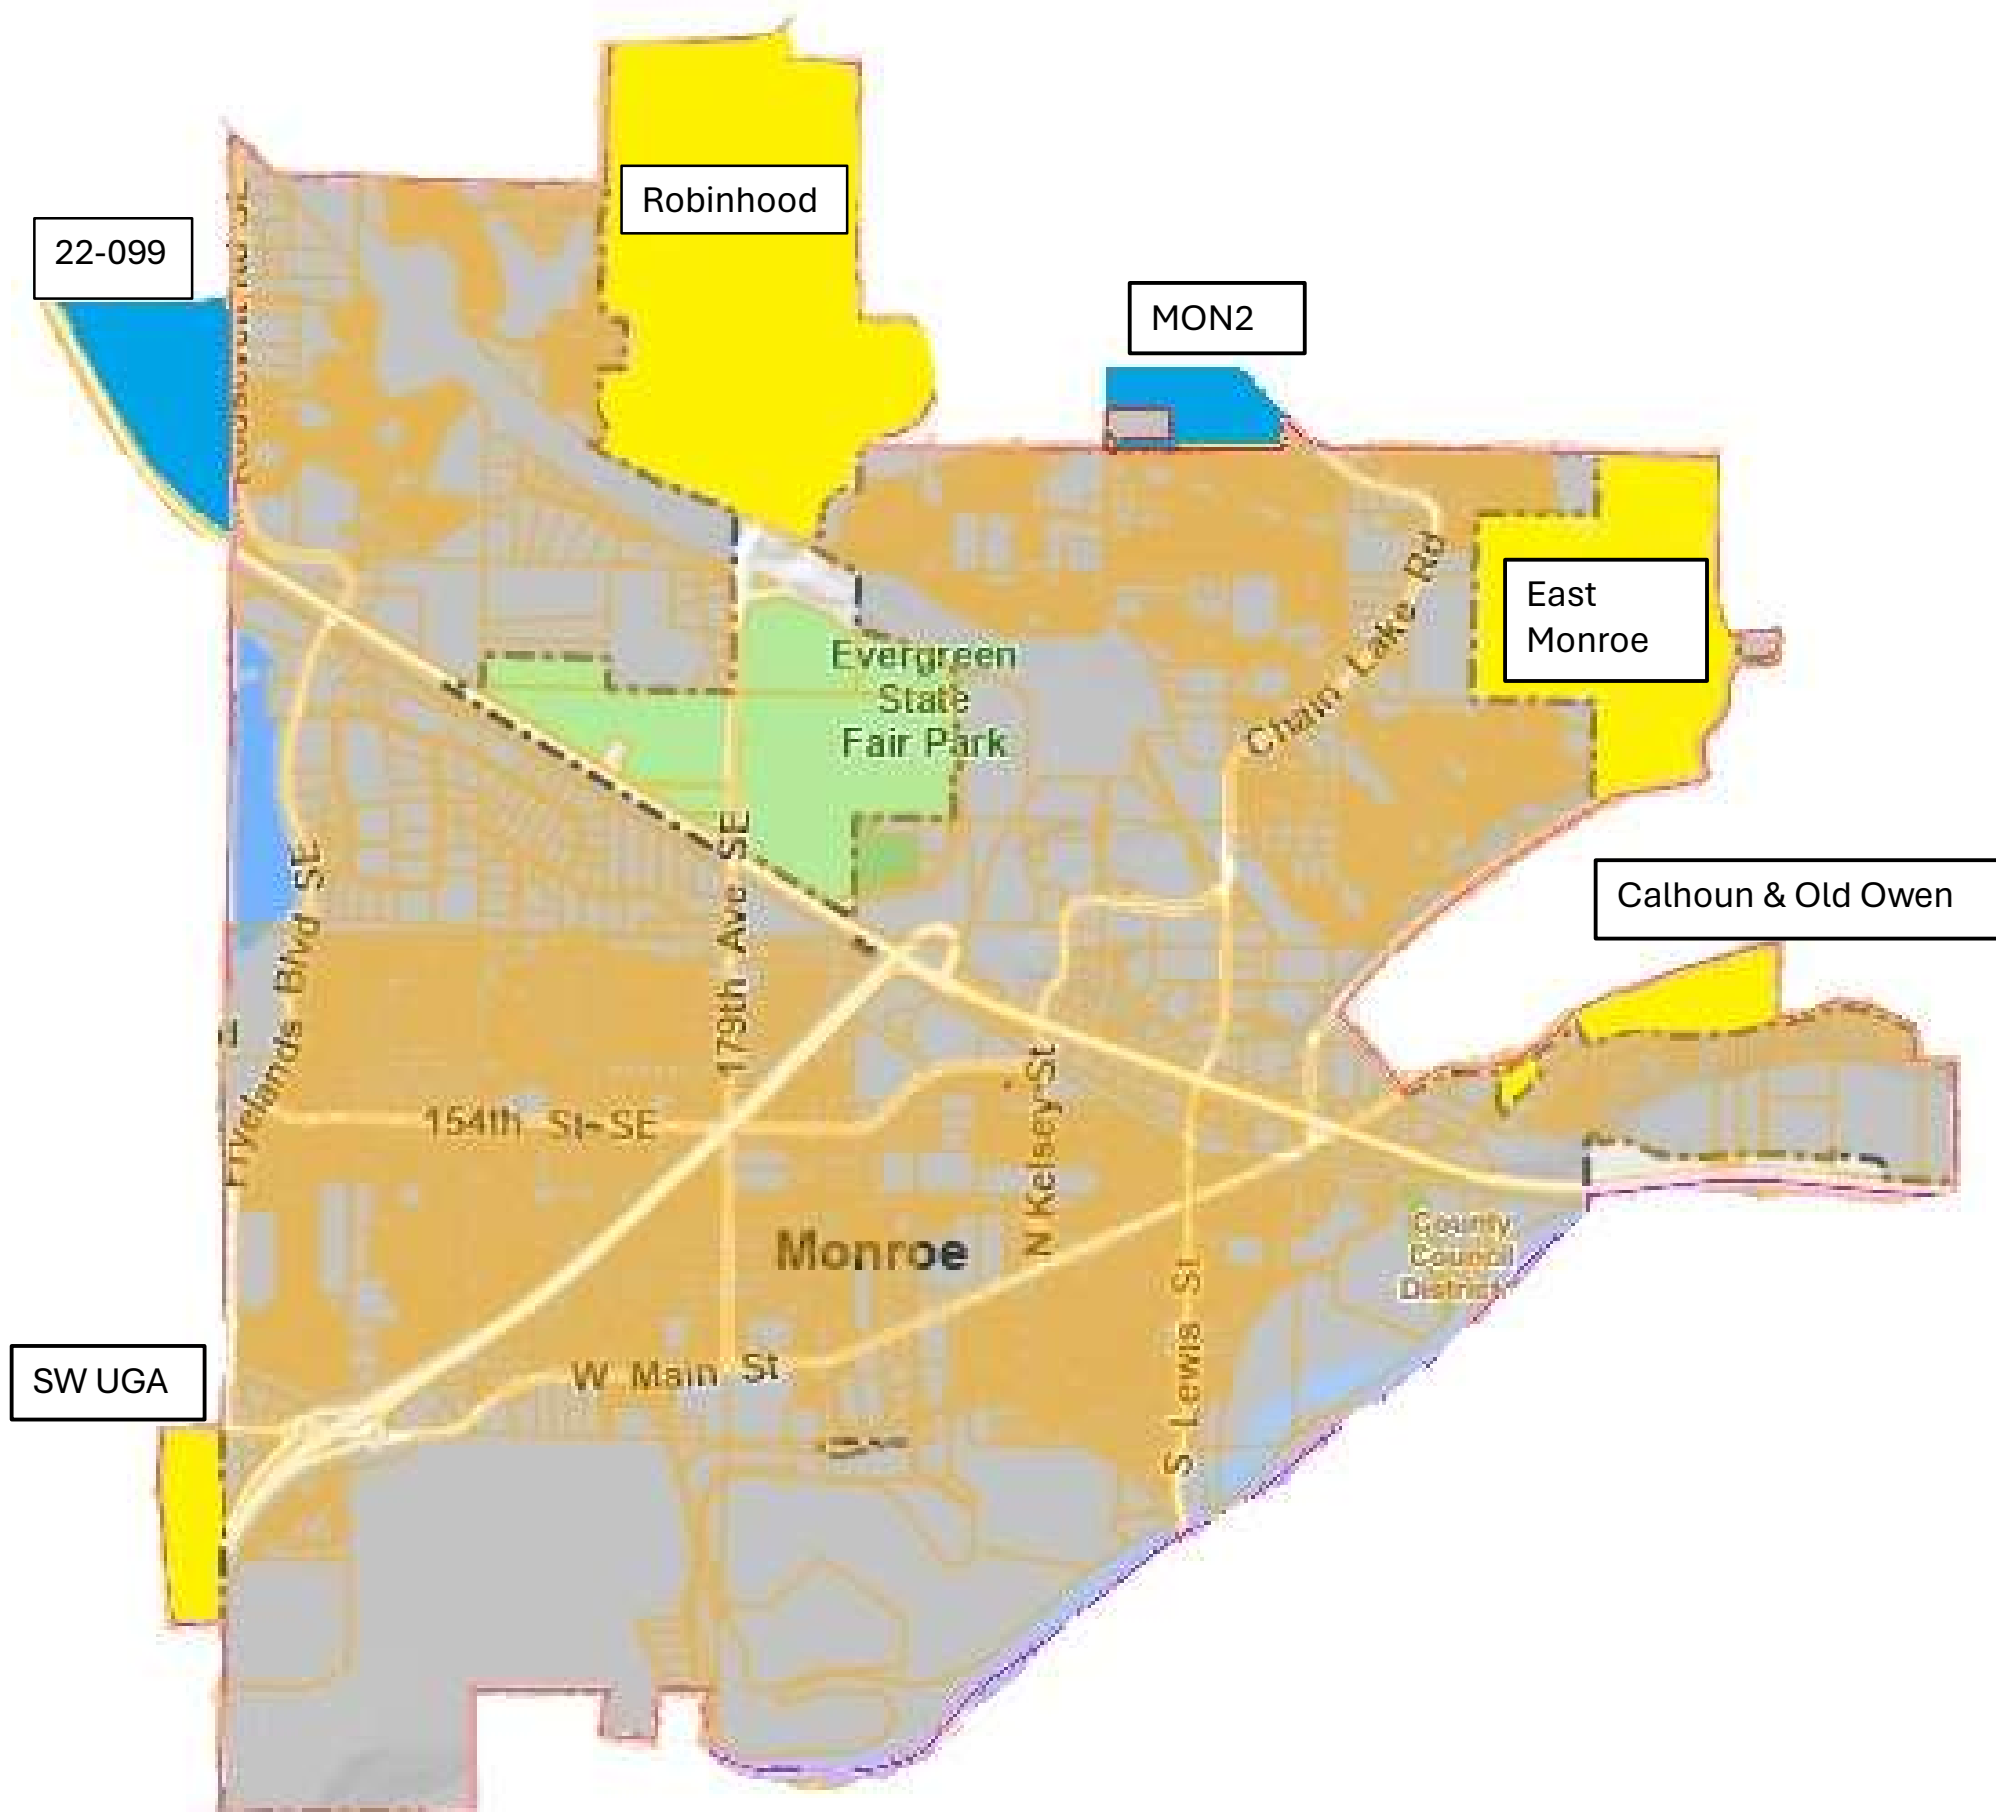 Robinhood
22-099
MON2
East
Monroe
Evergreen
State
Fair Park
Chain Lake Rd
Calhoun & Old Owen
179th Ave SE
Fryelands Blvd SE
154th St SE
N Kelsey St
Monroe
County
Council
District
SW UGA
W Main St
S Lewis St